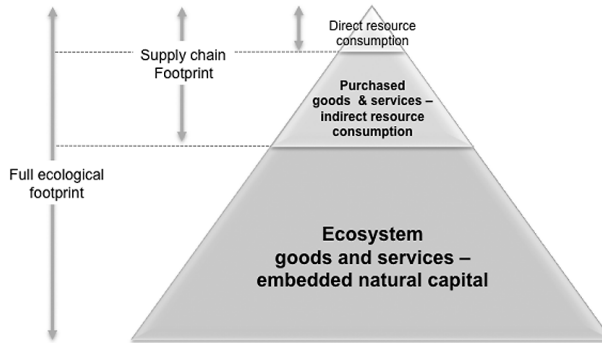 Direct resource
consumption
Supply chain
Footprint
Purchased
goods & services –
indirect resource
consumption
Full ecological
footprint
Ecosystem
goods and services –
embedded natural capital